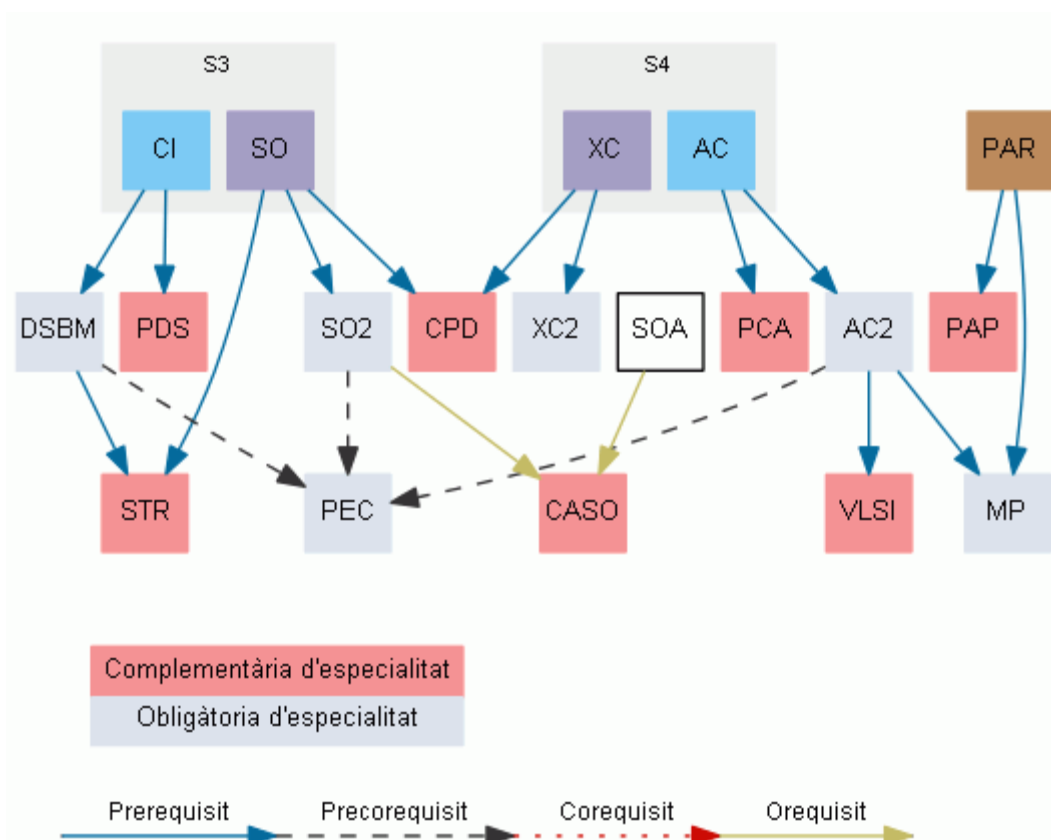 S3
S4
CI
SO
XC
AC
PAR
DSBM
PDS
SO2
CPD
XC2
SOA
PCA
AC2
PAP
STR
PEC
CASO
VLSI
MP
Complementària d'especialitat
Obligàtoria d'especialitat
Prerequisit
Precorequisit
Corequisit
Orequisit